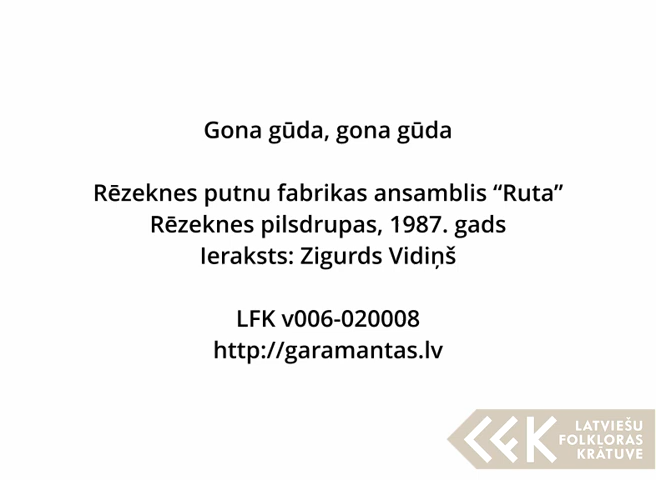 Gona gūda, gona gūda
Rēzeknes putnu fabrikas ansamblis “Ruta”
Rēzeknes pilsdrupas, 1987. gads
Ieraksts: Zigurds Vidiņš
LFK v006-020008
http://garamantas.lv
LFK
LATVIEŠU
FOLKLORAS
KRĀTUVE